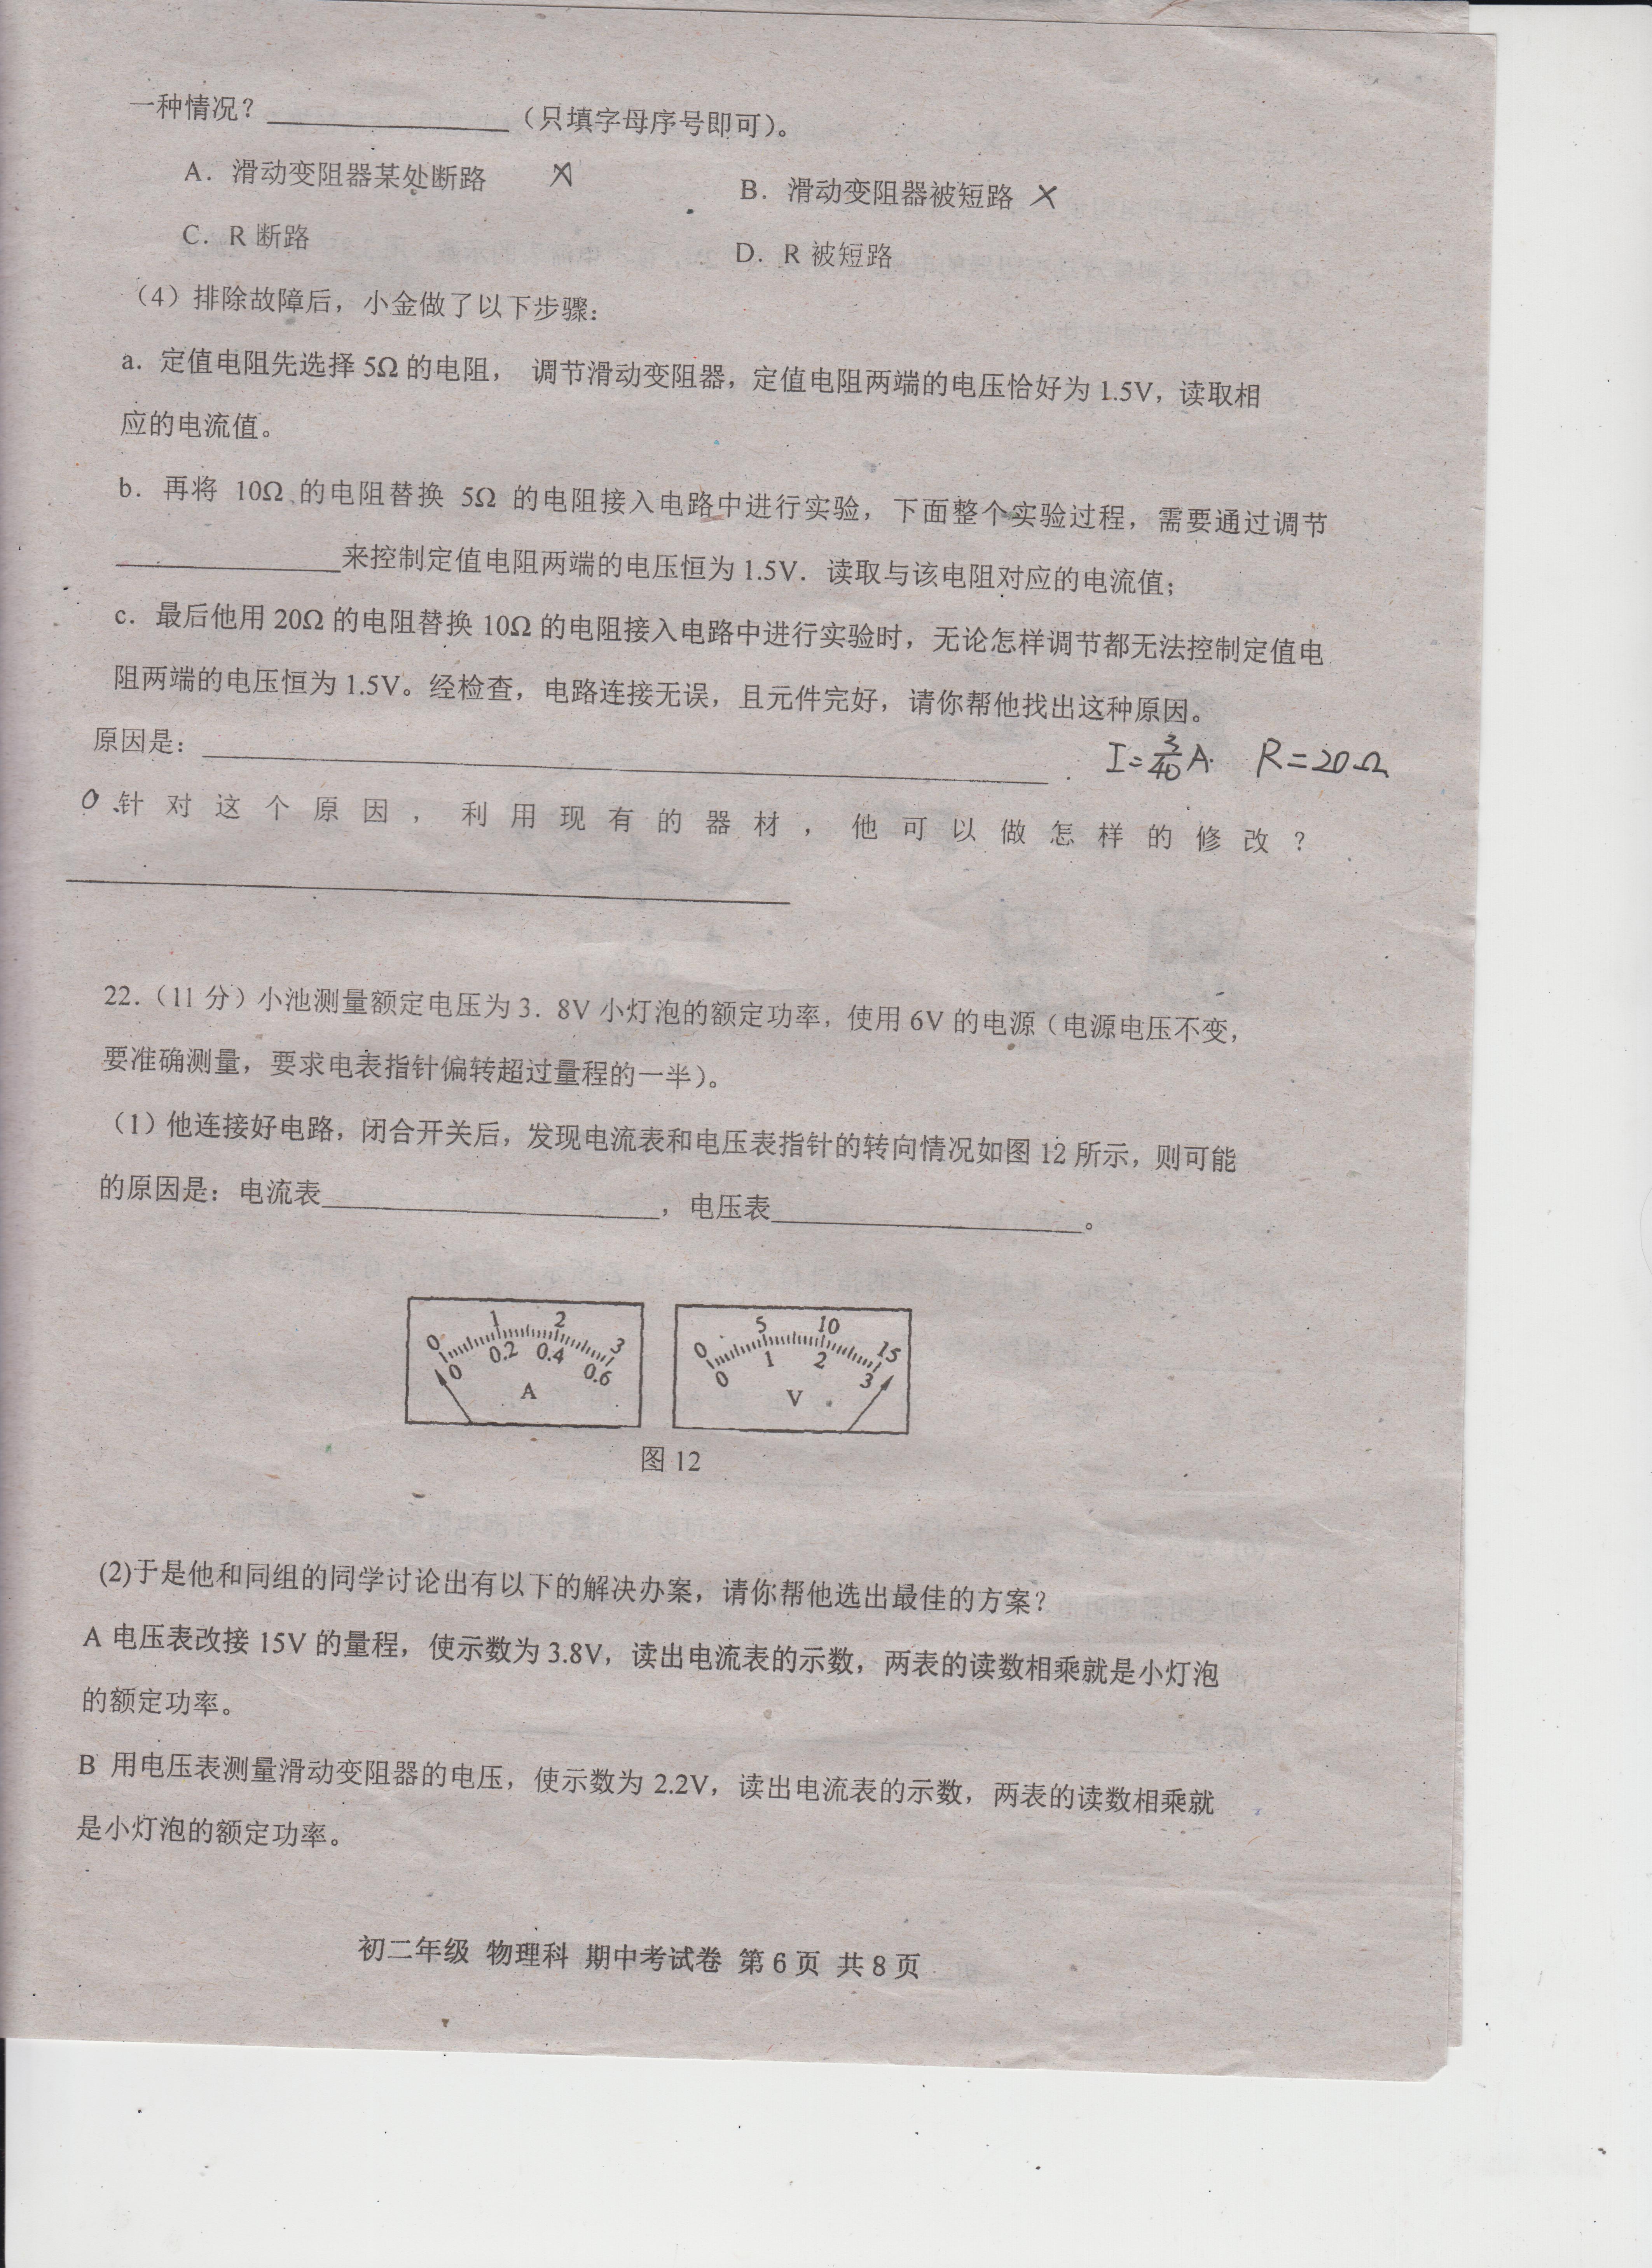 一种情况？________（只填字母序号即可）。
A．滑动变阻器某处断路 ×
B．滑动变阻器被短路 ×
C．R 断路
D．R 被短路
（4）排除故障后，小金做了以下步骤：
a．定值电阻先选择 5Ω 的电阻， 调节滑动变阻器，定值电阻两端的电压恰好为 1.5V，读取相
应的电流值。
b．再将 10Ω 的电阻替换 5Ω 的电阻接入电路中进行实验，下面整个实验过程，需要通过调节
________来控制定值电阻两端的电压恒为 1.5V．读取与该电阻对应的电流值；
c．最后他用 20Ω 的电阻替换 10Ω 的电阻接入电路中进行实验时，无论怎样调节都无法控制定值电
阻两端的电压恒为 1.5V。经检查，电路连接无误，且元件完好，请你帮他找出这种原因。
原因是：________． I=3/40 A. R=20Ω
针对这个原因，利用现有的器材，他可以做怎样的修改？
________
22.（11 分）小池测量额定电压为 3．8V 小灯泡的额定功率，使用 6V 的电源（电源电压不变，
要准确测量，要求电表指针偏转超过量程的一半）。
（1）他连接好电路，闭合开关后，发现电流表和电压表指针的转向情况如图 12 所示，则可能
的原因是：电流表________，电压表________。
0 1 2 3
0 0.2 0.4 0.6
A
0 5 10 15
0 1 2 3
V
图 12
(2)于是他和同组的同学讨论出有以下的解决办案，请你帮他选出最佳的方案？
A 电压表改接 15V 的量程，使示数为 3.8V，读出电流表的示数，两表的读数相乘就是小灯泡
的额定功率。
B 用电压表测量滑动变阻器的电压，使示数为 2.2V，读出电流表的示数，两表的读数相乘就
是小灯泡的额定功率。
初二年级 物理科 期中考试卷 第 6 页 共 8 页